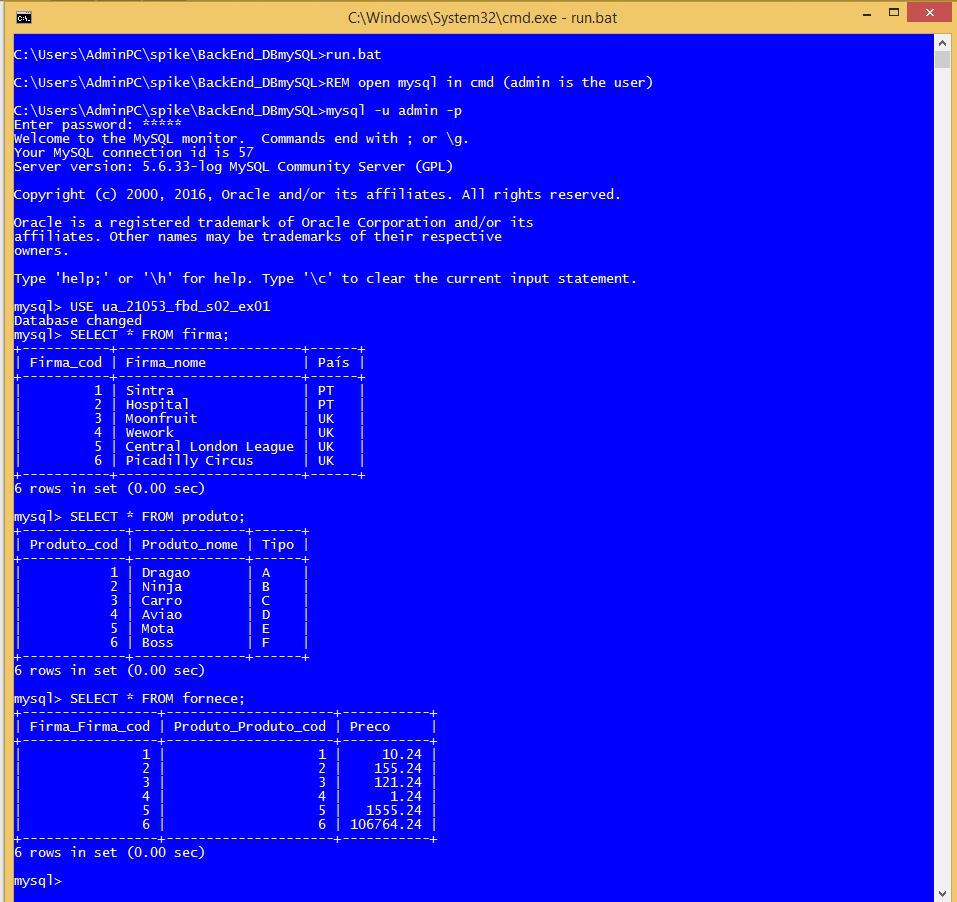 C:\Windows\System32\cmd.exe - run.bat
C:\Users\AdminPC\spike\BackEnd_DBmySQL>run.bat
C:\Users\AdminPC\spike\BackEnd_DBmySQL>REM open mysql in cmd (admin is the user)
C:\Users\AdminPC\spike\BackEnd_DBmySQL>mysql -u admin -p
Enter password: *****
Welcome to the MySQL monitor.  Commands end with ; or \g.
Your MySQL connection id is 57
Server version: 5.6.33-log MySQL Community Server (GPL)
Copyright (c) 2000, 2016, Oracle and/or its affiliates. All rights reserved.
Oracle is a registered trademark of Oracle Corporation and/or its
affiliates. Other names may be trademarks of their respective
owners.
Type 'help;' or '\h' for help. Type '\c' to clear the current input statement.
mysql> USE ua_21053_fbd_s02_ex01
Database changed
mysql> SELECT * FROM firma;
+-----------+-----------------------+------+
| Firma_cod | Firma_nome            | País |
+-----------+-----------------------+------+
|         1 | Sintra                | PT   |
|         2 | Hospital              | PT   |
|         3 | Moonfruit             | UK   |
|         4 | Wework                | UK   |
|         5 | Central London League | UK   |
|         6 | Picadilly Circus      | UK   |
+-----------+-----------------------+------+
6 rows in set (0.00 sec)
mysql> SELECT * FROM produto;
+-------------+--------------+------+
| Produto_cod | Produto_nome | Tipo |
+-------------+--------------+------+
|           1 | Dragao       | A    |
|           2 | Ninja        | B    |
|           3 | Carro        | C    |
|           4 | Aviao        | D    |
|           5 | Mota         | E    |
|           6 | Boss         | F    |
+-------------+--------------+------+
6 rows in set (0.00 sec)
mysql> SELECT * FROM fornece;
+-----------------+---------------------+-----------+
| Firma_Firma_cod | Produto_Produto_cod | Preco     |
+-----------------+---------------------+-----------+
|               1 |                   1 |     10.24 |
|               2 |                   2 |    155.24 |
|               3 |                   3 |    121.24 |
|               4 |                   4 |      1.24 |
|               5 |                   5 |   1555.24 |
|               6 |                   6 | 106764.24 |
+-----------------+---------------------+-----------+
6 rows in set (0.00 sec)
mysql>